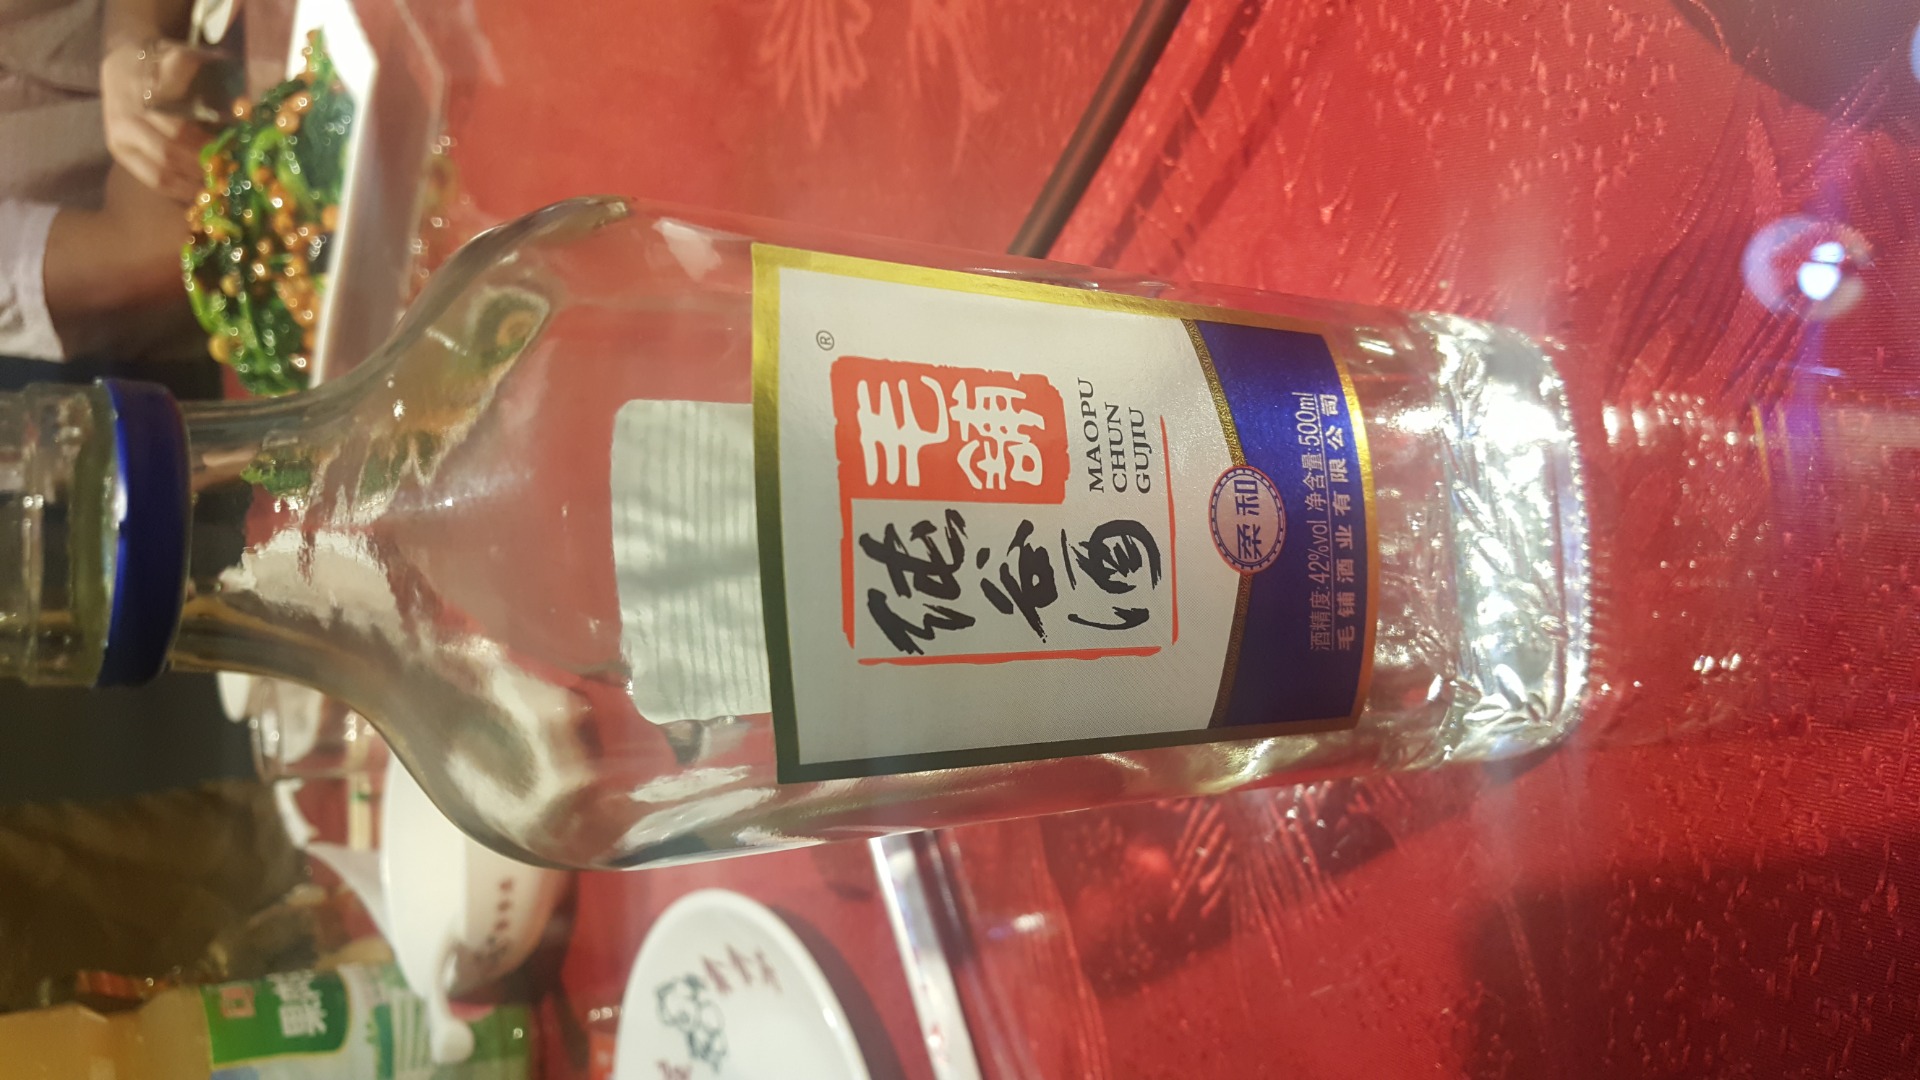 毛铺
®
纯谷酒
MAOPU
CHUN
GUJIU
柔和
酒精度:42%vol 净含量:500ml
毛铺酒业有限公司